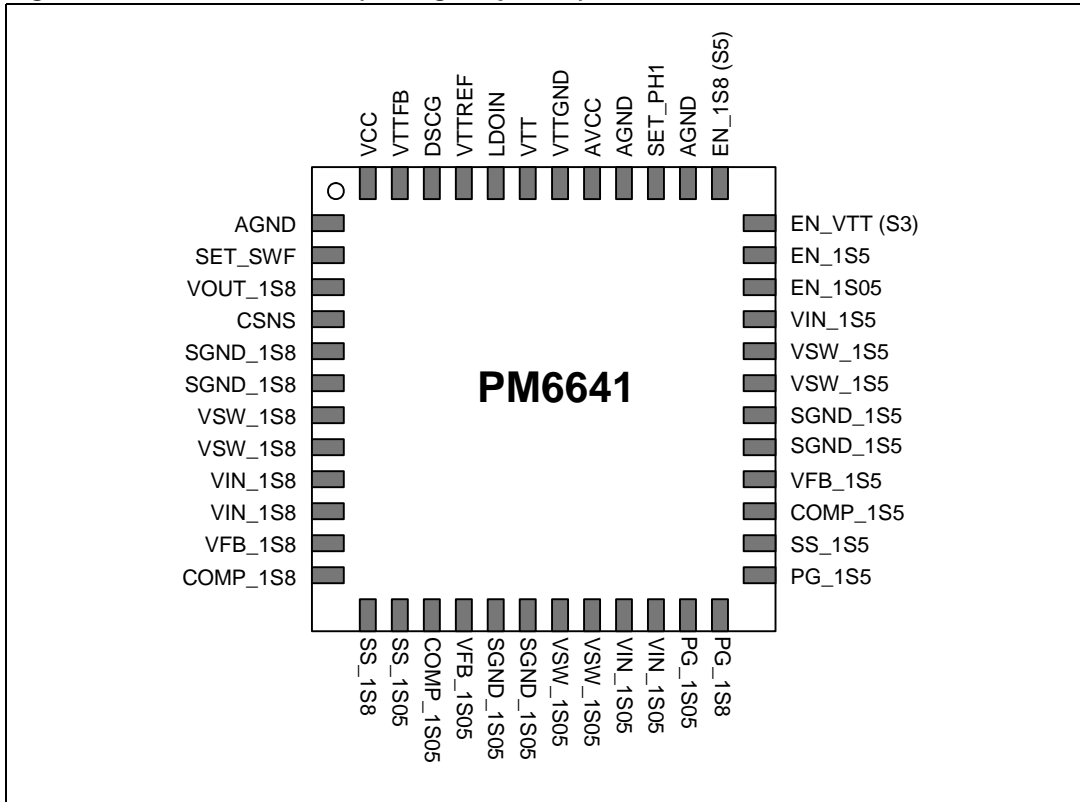 VCC
VTTFB
DSCG
VTTREF
LDOIN
VTT
VTTGND
AVCC
AGND
SET_PH1
AGND
EN_1S8 (S5)
AGND
SET_SWF
VOUT_1S8
CSNS
SGND_1S8
SGND_1S8
VSW_1S8
VSW_1S8
VIN_1S8
VIN_1S8
VFB_1S8
COMP_1S8
PM6641
EN_VTT (S3)
EN_1S5
EN_1S05
VIN_1S5
VSW_1S5
VSW_1S5
SGND_1S5
SGND_1S5
VFB_1S5
COMP_1S5
SS_1S5
PG_1S5
SS_1S8
SS_1S05
COMP_1S05
VFB_1S05
SGND_1S05
SGND_1S05
VSW_1S05
VSW_1S05
VIN_1S05
VIN_1S05
PG_1S05
PG_1S8